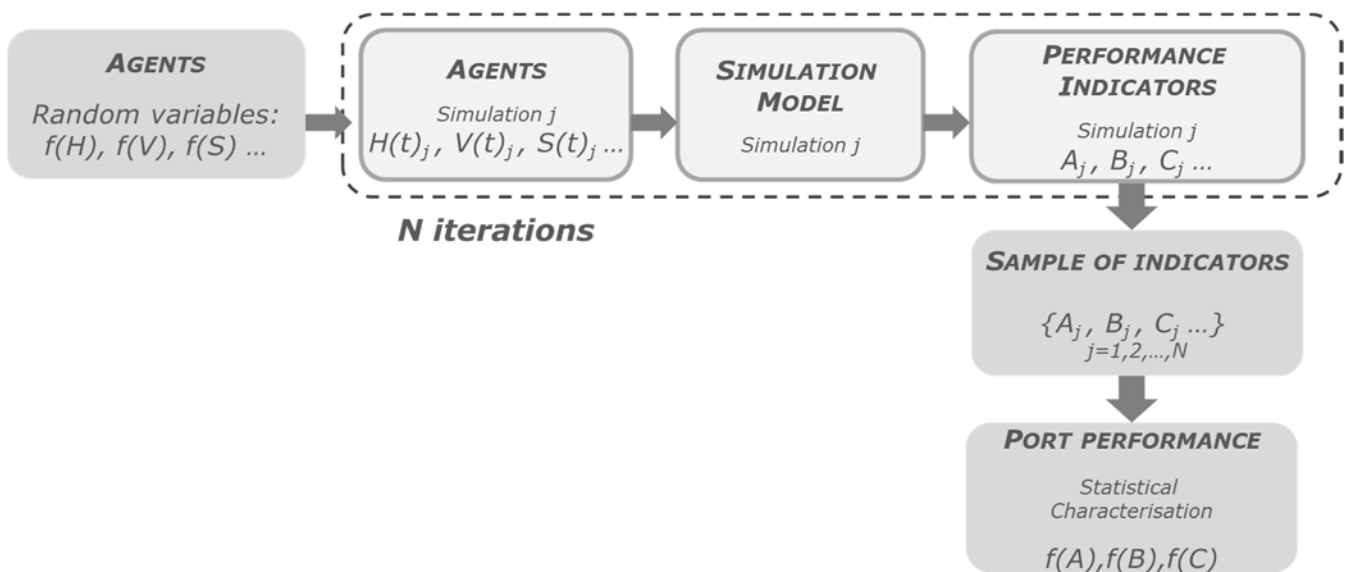 AGENTS
Random variables:
f(H), f(V), f(S) ...
AGENTS
Simulation j
H(t)j , V(t)j , S(t)j ...
SIMULATION
MODEL
Simulation j
PERFORMANCE
INDICATORS
Simulation j
Aj , Bj , Cj ...
N iterations
SAMPLE OF INDICATORS
{Aj , Bj , Cj ...}
j=1,2,...,N
PORT PERFORMANCE
Statistical
Characterisation
f(A),f(B),f(C)